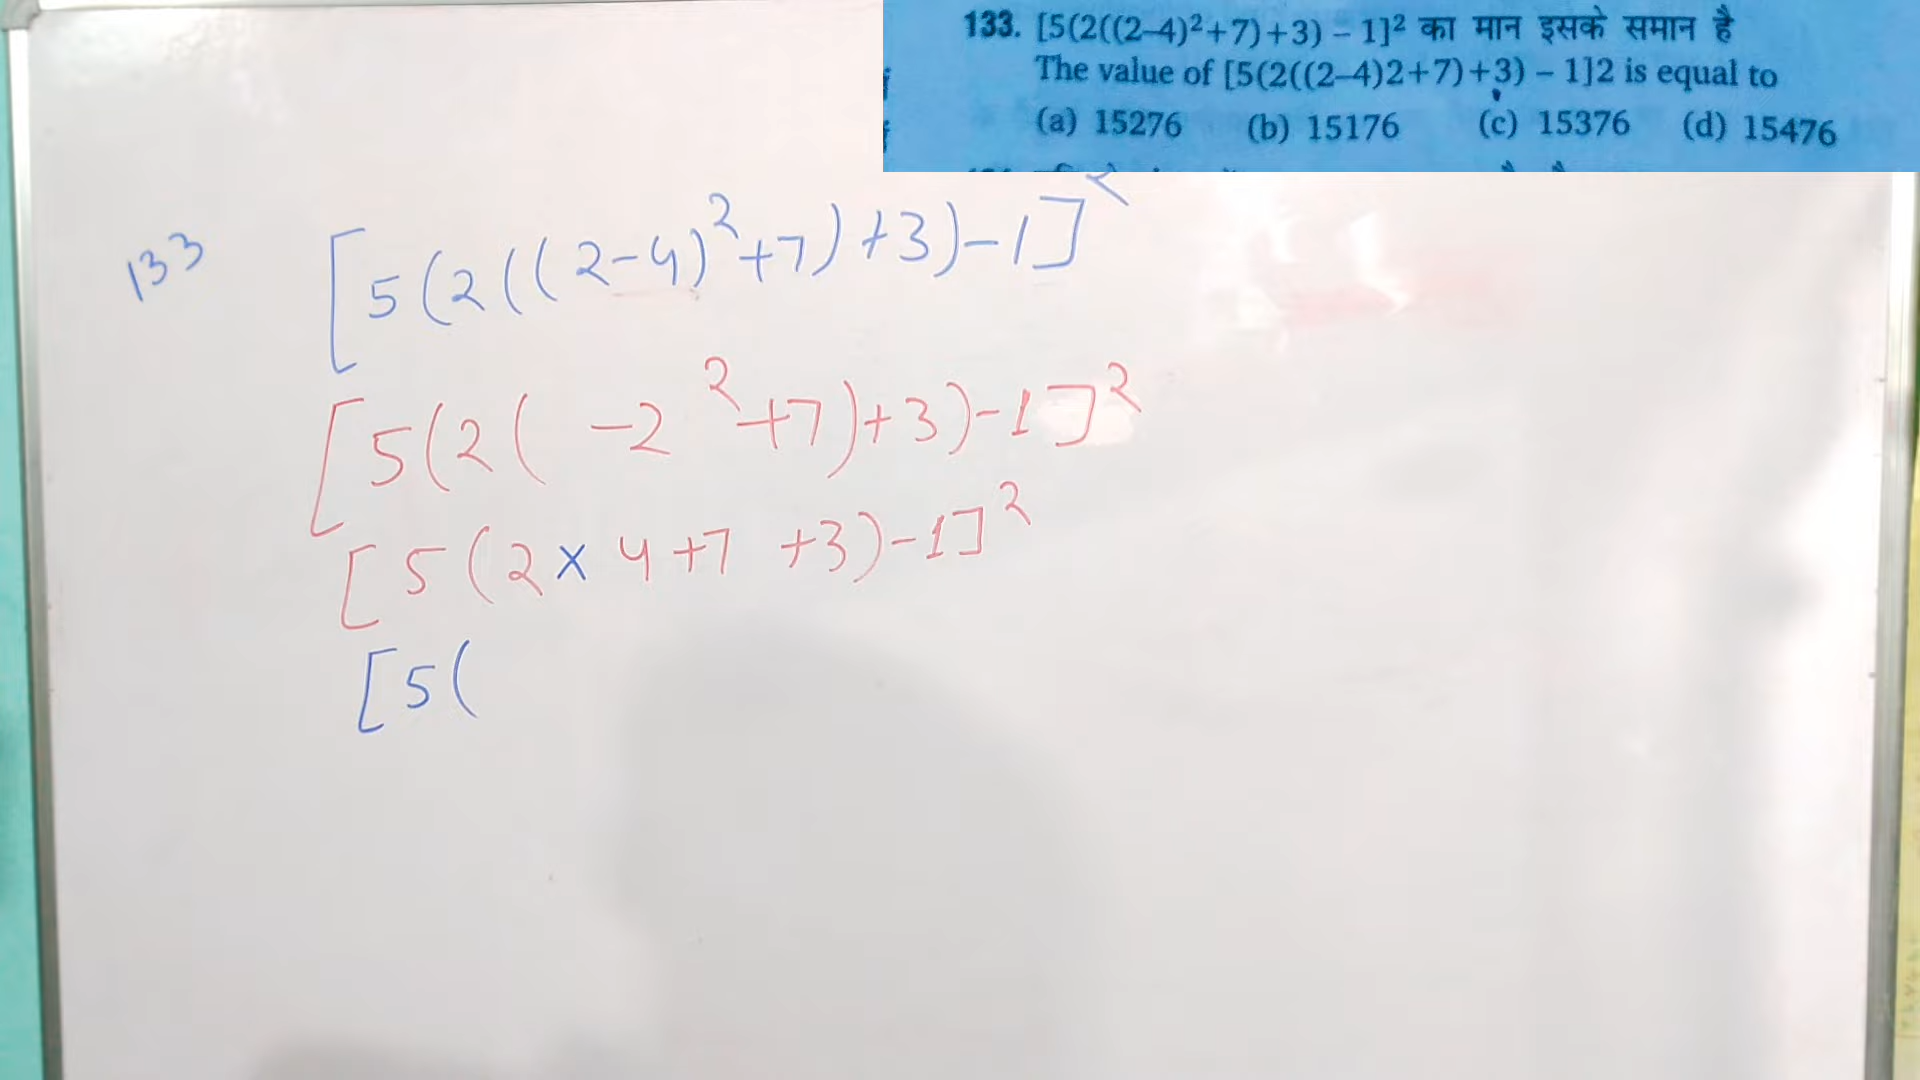 133. [5(2((2–4)²+7)+3) – 1]² का मान इसके समान है
The value of [5(2((2–4)2+7)+3) – 1]2 is equal to
(a) 15276 (b) 15176 (c) 15376 (d) 15476
133 [5(2((2-4)²+7)+3)-1]²
[5(2( -2 ²+7)+3)-1]²
[5(2×4+7 +3)-1]²
[5(